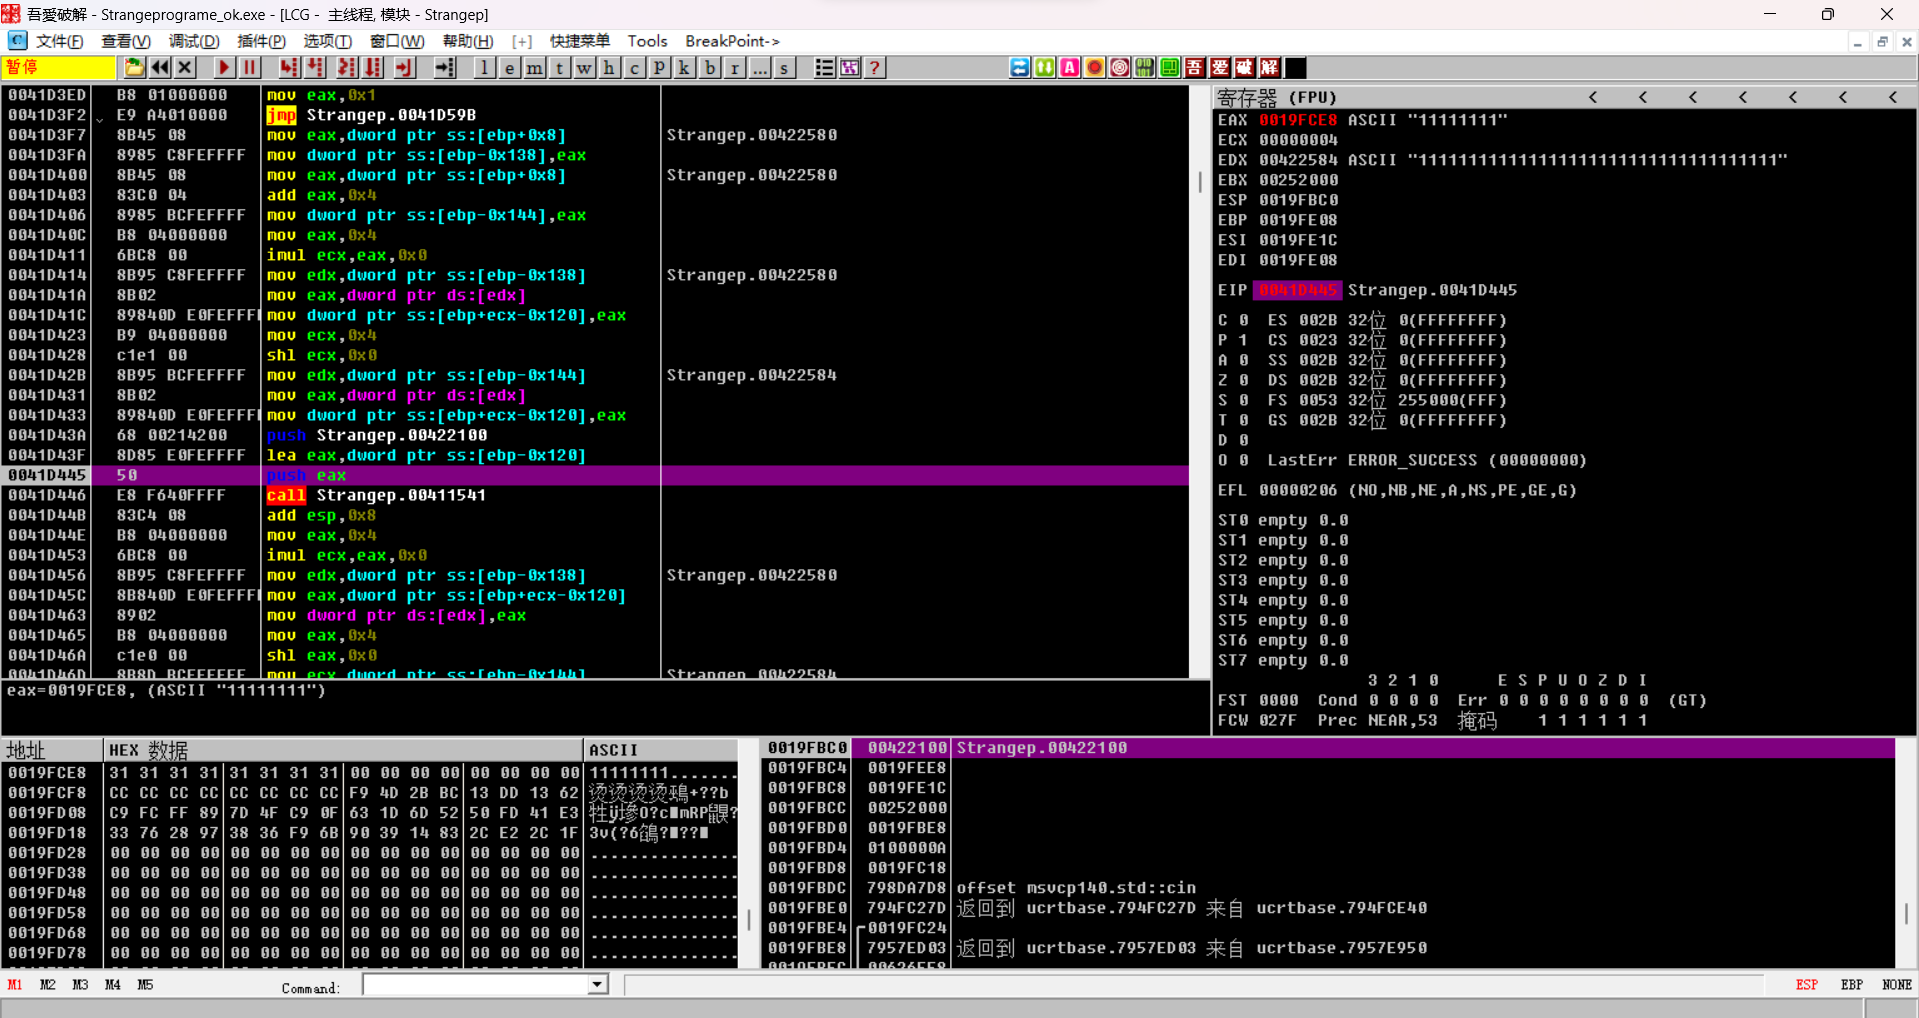 吾愛破解 - Strangeprograme_ok.exe - [LCG - 主线程, 模块 - Strangep]
文件(F) 查看(V) 调试(D) 插件(P) 选项(T) 窗口(W) 帮助(H) [+] 快捷菜单 Tools BreakPoint->
暂停 l e m t w h c p k b r ... s ? A 吾 爱 破 解
0041D3ED B8 01000000 mov eax,0x1
0041D3F2 E9 A4010000 jmp Strangep.0041D59B
0041D3F7 8B45 08 mov eax,dword ptr ss:[ebp+0x8] Strangep.00422580
0041D3FA 8985 C8FEFFFF mov dword ptr ss:[ebp-0x138],eax
0041D400 8B45 08 mov eax,dword ptr ss:[ebp+0x8] Strangep.00422580
0041D403 83C0 04 add eax,0x4
0041D406 8985 BCFEFFFF mov dword ptr ss:[ebp-0x144],eax
0041D40C B8 04000000 mov eax,0x4
0041D411 6BC8 00 imul ecx,eax,0x0
0041D414 8B95 C8FEFFFF mov edx,dword ptr ss:[ebp-0x138] Strangep.00422580
0041D41A 8B02 mov eax,dword ptr ds:[edx]
0041D41C 89840D E0FEFFF mov dword ptr ss:[ebp+ecx-0x120],eax
0041D423 B9 04000000 mov ecx,0x4
0041D428 c1e1 00 shl ecx,0x0
0041D42B 8B95 BCFEFFFF mov edx,dword ptr ss:[ebp-0x144] Strangep.00422584
0041D431 8B02 mov eax,dword ptr ds:[edx]
0041D433 89840D E0FEFFF mov dword ptr ss:[ebp+ecx-0x120],eax
0041D43A 68 00214200 push Strangep.00422100
0041D43F 8D85 E0FEFFFF lea eax,dword ptr ss:[ebp-0x120]
0041D445 50 push eax
0041D446 E8 F640FFFF call Strangep.00411541
0041D44B 83C4 08 add esp,0x8
0041D44E B8 04000000 mov eax,0x4
0041D453 6BC8 00 imul ecx,eax,0x0
0041D456 8B95 C8FEFFFF mov edx,dword ptr ss:[ebp-0x138] Strangep.00422580
0041D45C 8B840D E0FEFFF mov eax,dword ptr ss:[ebp+ecx-0x120]
0041D463 8902 mov dword ptr ds:[edx],eax
0041D465 B8 04000000 mov eax,0x4
0041D46A c1e0 00 shl eax,0x0
0041D46D 8B8D BCFEFFFF mov ecx,dword ptr ss:[ebp-0x144] Strangep.00422584
eax=0019FCE8, (ASCII "11111111")
寄存器 (FPU) < < < < < < <
EAX 0019FCE8 ASCII "11111111"
ECX 00000004
EDX 00422584 ASCII "1111111111111111111111111111111111111"
EBX 00252000
ESP 0019FBC0
EBP 0019FE08
ESI 0019FE1C
EDI 0019FE08
EIP 0041D445 Strangep.0041D445
C 0 ES 002B 32位 0(FFFFFFFF)
P 1 CS 0023 32位 0(FFFFFFFF)
A 0 SS 002B 32位 0(FFFFFFFF)
Z 0 DS 002B 32位 0(FFFFFFFF)
S 0 FS 0053 32位 255000(FFF)
T 0 GS 002B 32位 0(FFFFFFFF)
D 0
O 0 LastErr ERROR_SUCCESS (00000000)
EFL 00000206 (NO,NB,NE,A,NS,PE,GE,G)
ST0 empty 0.0
ST1 empty 0.0
ST2 empty 0.0
ST3 empty 0.0
ST4 empty 0.0
ST5 empty 0.0
ST6 empty 0.0
ST7 empty 0.0
3 2 1 0 E S P U O Z D I
FST 0000 Cond 0 0 0 0 Err 0 0 0 0 0 0 0 0 (GT)
FCW 027F Prec NEAR,53 掩码 1 1 1 1 1 1
地址 HEX 数据 ASCII
0019FCE8 31 31 31 31 31 31 31 31 00 00 00 00 00 00 00 00 11111111.......
0019FCF8 CC CC CC CC CC CC CC CC F9 4D 2B BC 13 DD 13 62 烫烫烫烫鵐+??b
0019FD08 C9 FC FF 89 7D 4F C9 0F 63 1D 6D 52 50 FD 41 E3
0019FD18 33 76 28 97 38 36 F9 6B 90 39 14 83 2C E2 2C 1F
0019FD28 00 00 00 00 00 00 00 00 00 00 00 00 00 00 00 00 ...............
0019FD38 00 00 00 00 00 00 00 00 00 00 00 00 00 00 00 00 ...............
0019FD48 00 00 00 00 00 00 00 00 00 00 00 00 00 00 00 00 ...............
0019FD58 00 00 00 00 00 00 00 00 00 00 00 00 00 00 00 00 ...............
0019FD68 00 00 00 00 00 00 00 00 00 00 00 00 00 00 00 00 ...............
0019FD78 00 00 00 00 00 00 00 00 00 00 00 00 00 00 00 00 ...............
0019FBC0 00422100 Strangep.00422100
0019FBC4 0019FEE8
0019FBC8 0019FE1C
0019FBCC 00252000
0019FBD0 0019FBE8
0019FBD4 0100000A
0019FBD8 0019FC18
0019FBDC 798DA7D8 offset msvcp140.std::cin
0019FBE0 794FC27D 返回到 ucrtbase.794FC27D 来自 ucrtbase.794FCE40
0019FBE4 0019FC24
0019FBE8 7957ED03 返回到 ucrtbase.7957ED03 来自 ucrtbase.7957E950
M1 M2 M3 M4 M5 Command: ESP EBP NONE